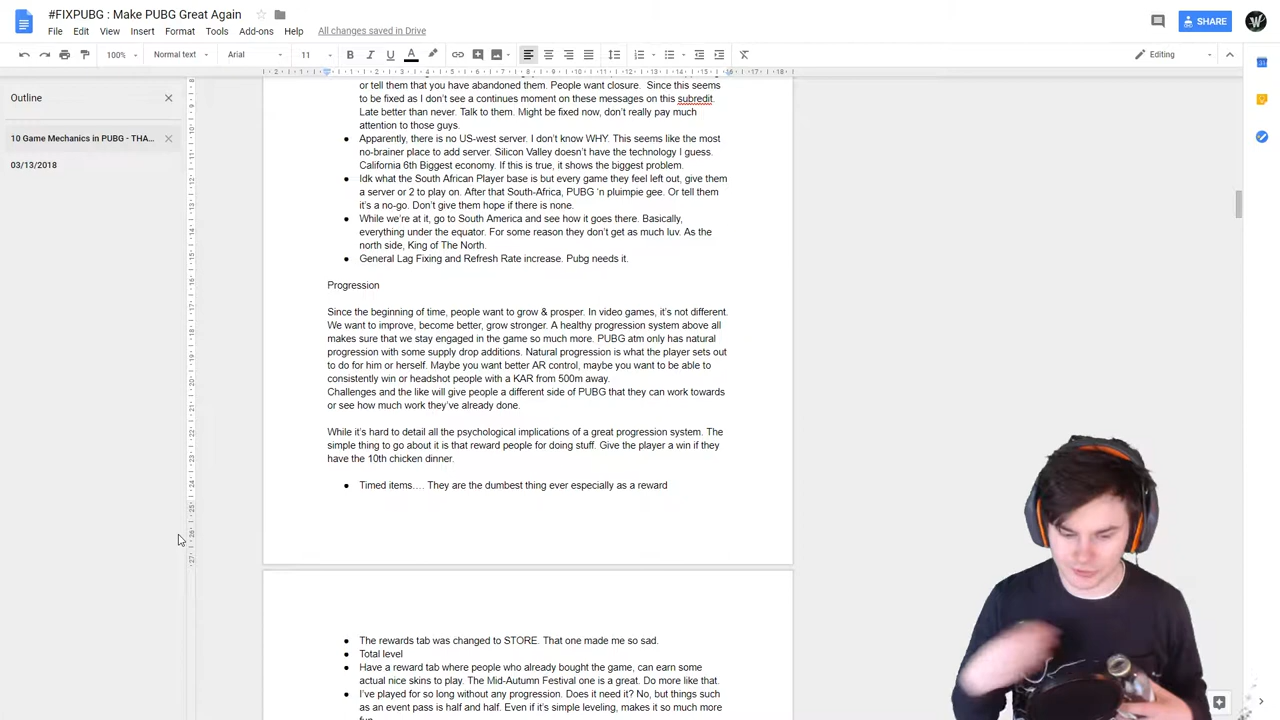 #FIXPUBG : Make PUBG Great Again
File Edit View Insert Format Tools Add-ons Help All changes saved in Drive
SHARE
100% Normal text Arial 11 B I U A Editing
2 1 1 2 3 4 5 6 7 8 9 10 11 12 13 14 15 16 17 18
Outline
10 Game Mechanics in PUBG - THA...
03/13/2018
or tell them that you have abandoned them. People want closure. Since this seems
to be fixed as I don't see a continues moment on these messages on this subredit.
Late better than never. Talk to them. Might be fixed now, don't really pay much
attention to those guys.
● Apparently, there is no US-west server. I don't know WHY. This seems like the most
no-brainer place to add server. Silicon Valley doesn't have the technology I guess.
California 6th Biggest economy. If this is true, it shows the biggest problem.
● Idk what the South African Player base is but every game they feel left out, give them
a server or 2 to play on. After that South-Africa, PUBG 'n pluimpie gee. Or tell them
it's a no-go. Don't give them hope if there is none.
● While we're at it, go to South America and see how it goes there. Basically,
everything under the equator. For some reason they don't get as much luv. As the
north side, King of The North.
● General Lag Fixing and Refresh Rate increase. Pubg needs it.
Progression
Since the beginning of time, people want to grow & prosper. In video games, it's not different.
We want to improve, become better, grow stronger. A healthy progression system above all
makes sure that we stay engaged in the game so much more. PUBG atm only has natural
progression with some supply drop additions. Natural progression is what the player sets out
to do for him or herself. Maybe you want better AR control, maybe you want to be able to
consistently win or headshot people with a KAR from 500m away.
Challenges and the like will give people a different side of PUBG that they can work towards
or see how much work they've already done.
While it's hard to detail all the psychological implications of a great progression system. The
simple thing to go about it is that reward people for doing stuff. Give the player a win if they
have the 10th chicken dinner.
● Timed items.... They are the dumbest thing ever especially as a reward
● The rewards tab was changed to STORE. That one made me so sad.
● Total level
● Have a reward tab where people who already bought the game, can earn some
actual nice skins to play. The Mid-Autumn Festival one is a great. Do more like that.
● I've played for so long without any progression. Does it need it? No, but things such
as an event pass is half and half. Even if it's simple leveling, makes it so much more